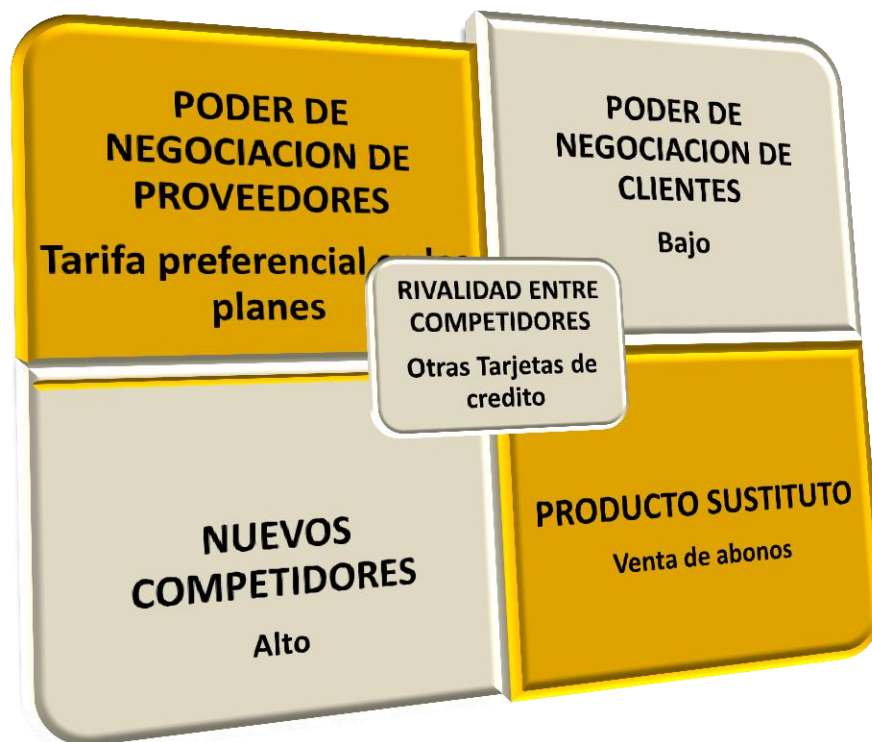 PODER DE
NEGOCIACION DE
PROVEEDORES
Tarifa preferencial
planes
PODER DE
NEGOCIACION DE
CLIENTES
Bajo
RIVALIDAD ENTRE
COMPETIDORES
Otras Tarjetas de
credito
NUEVOS
COMPETIDORES
Alto
PRODUCTO SUSTITUTO
Venta de abonos